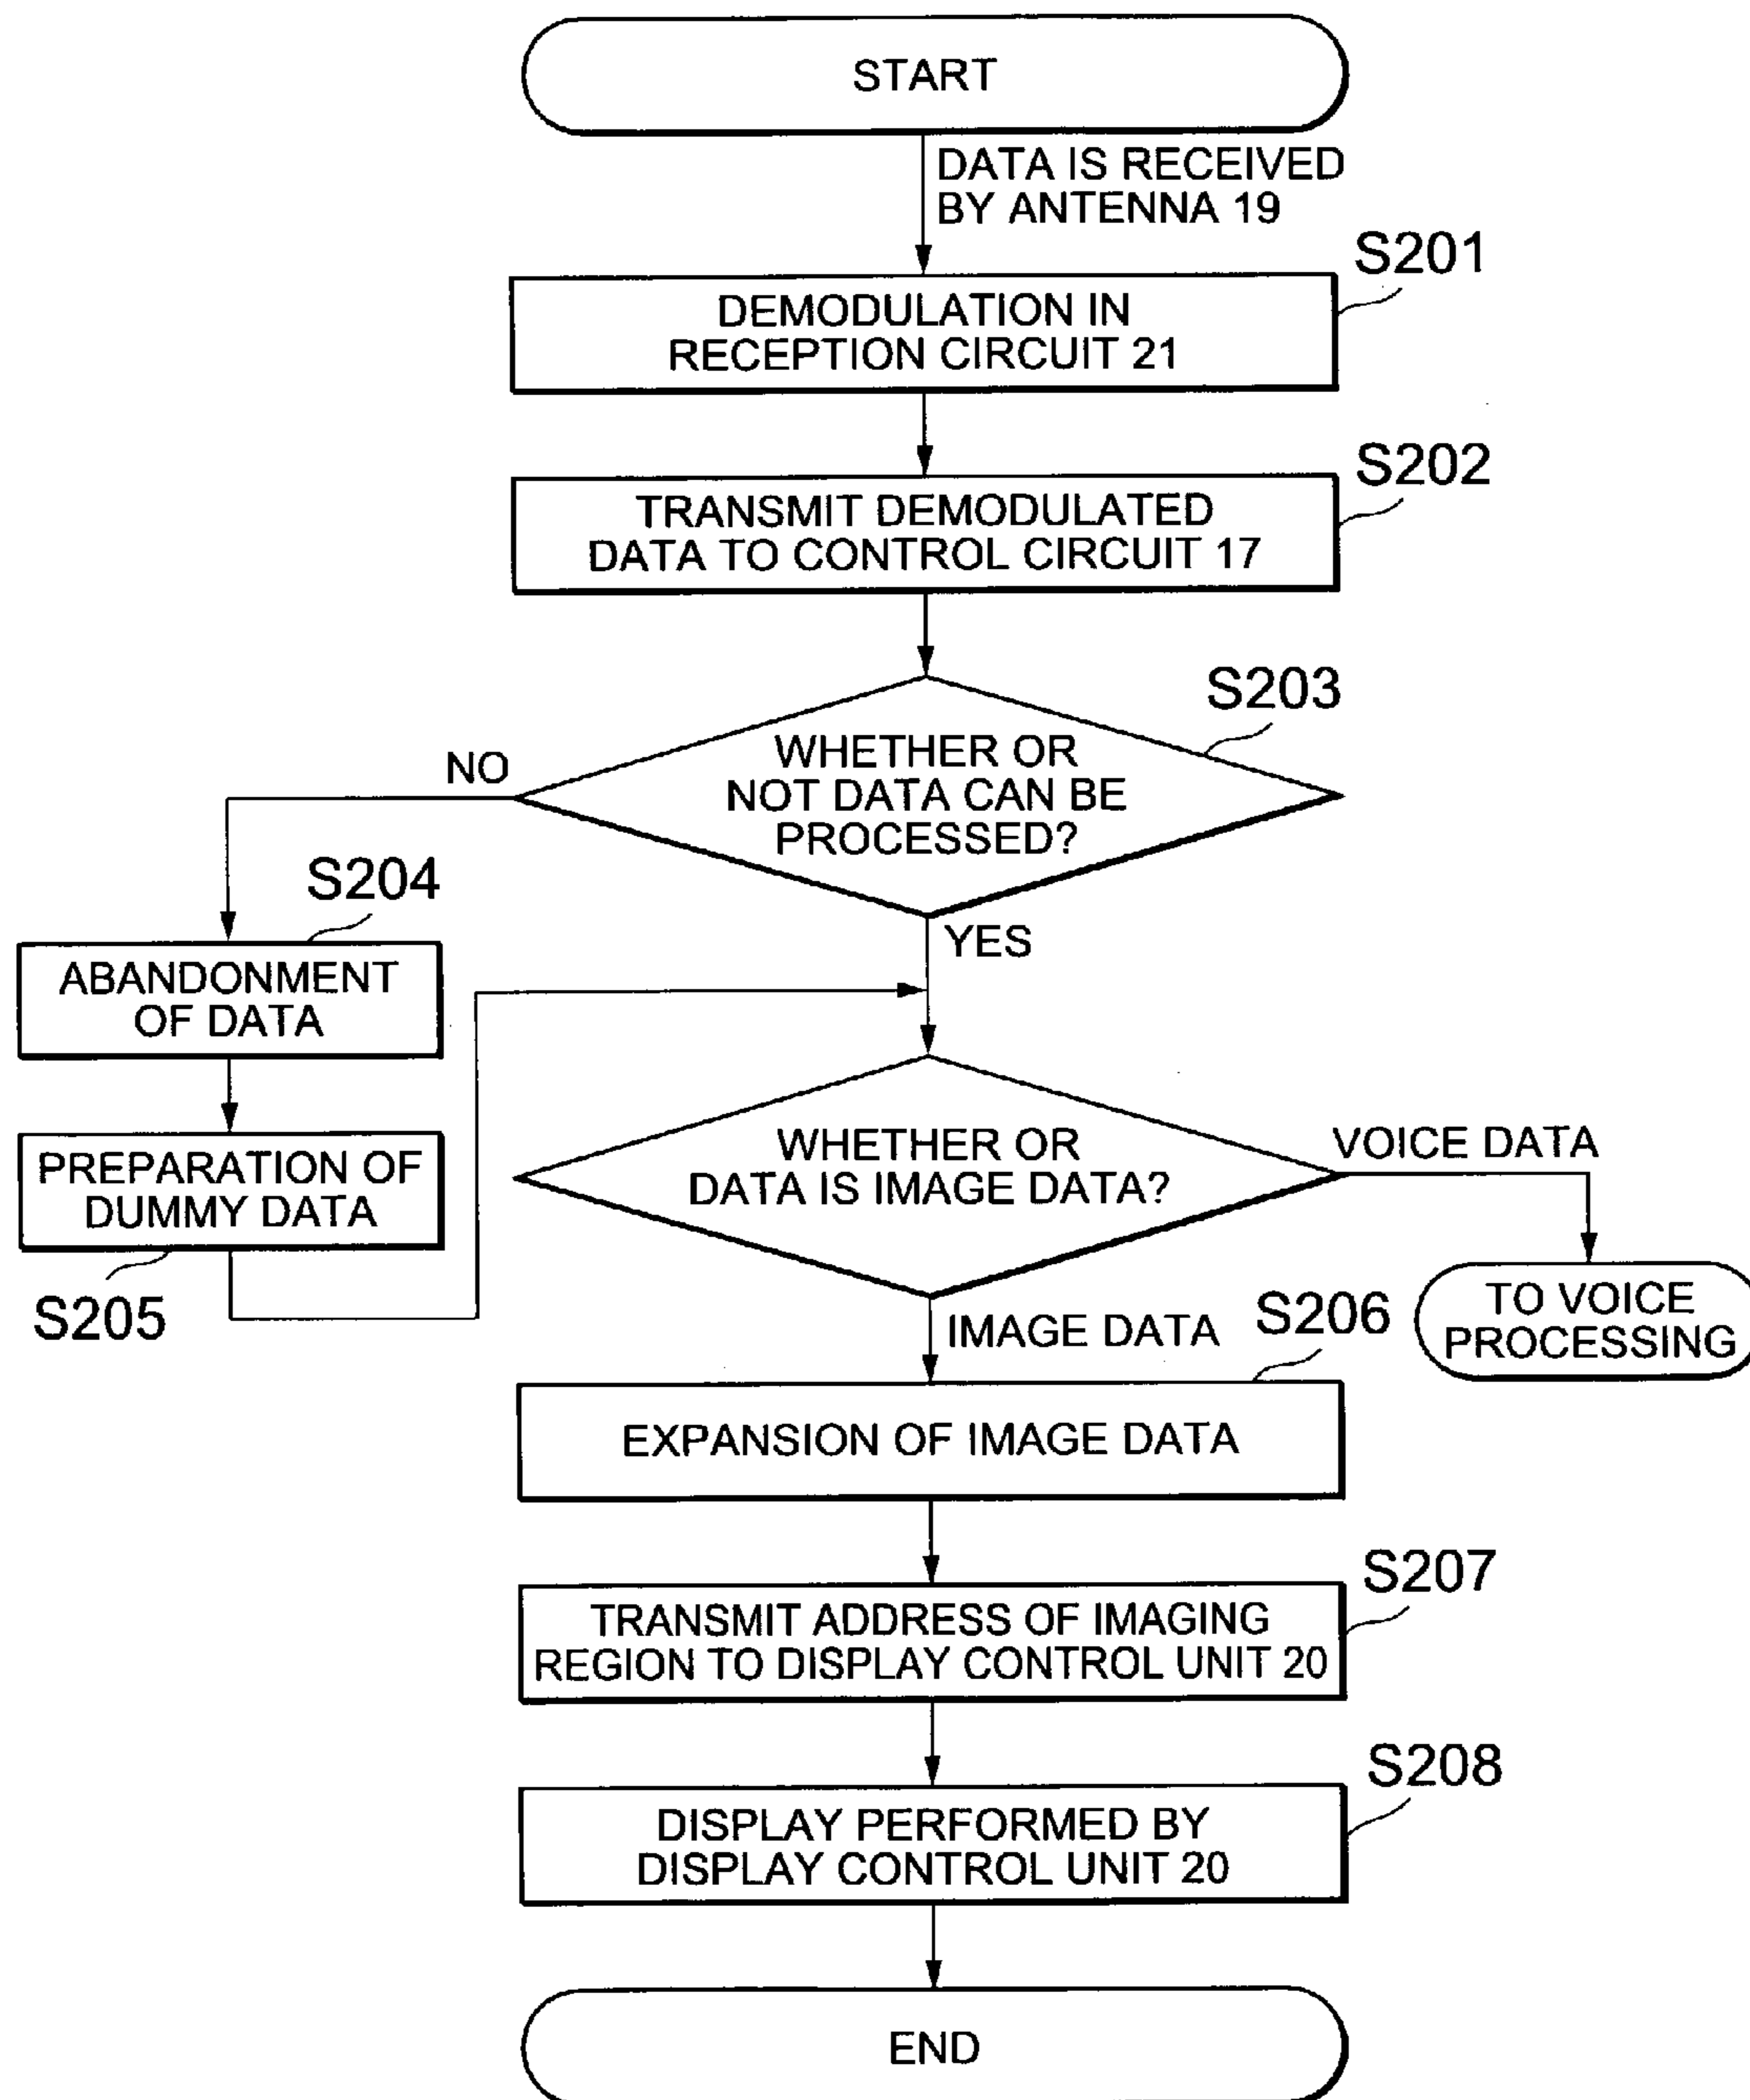 START
DATA IS RECEIVED
BY ANTENNA 19
S201
DEMODULATION IN
RECEPTION CIRCUIT 21
S202
TRANSMIT DEMODULATED
DATA TO CONTROL CIRCUIT 17
S203
WHETHER OR
NOT DATA CAN BE
PROCESSED?
NO
YES
S204
ABANDONMENT
OF DATA
PREPARATION OF
DUMMY DATA
S205
WHETHER OR
DATA IS IMAGE DATA?
VOICE DATA
TO VOICE
PROCESSING
IMAGE DATA
S206
EXPANSION OF IMAGE DATA
S207
TRANSMIT ADDRESS OF IMAGING
REGION TO DISPLAY CONTROL UNIT 20
S208
DISPLAY PERFORMED BY
DISPLAY CONTROL UNIT 20
END